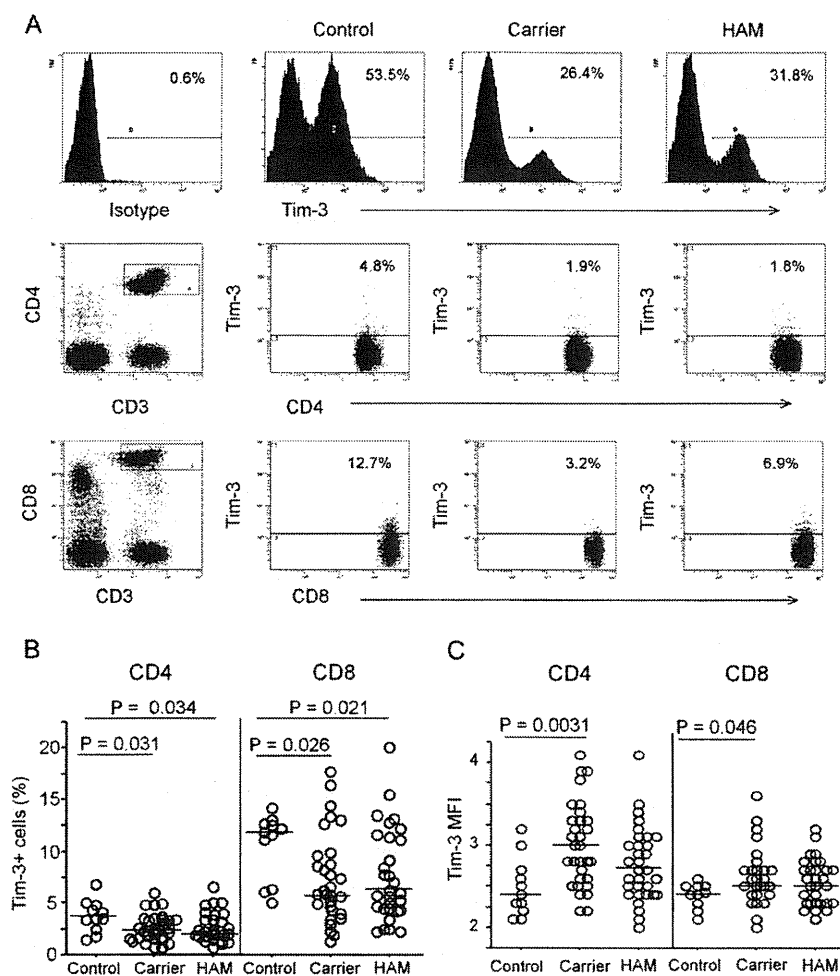 A
Control Carrier HAM
0.6% 53.5% 26.4% 31.8%
Isotype Tim-3
4.8% 1.9% 1.8%
CD4 Tim-3 Tim-3 Tim-3
CD3 CD4
12.7% 3.2% 6.9%
CD8 Tim-3 Tim-3 Tim-3
CD3 CD8
B
CD4 CD8
P = 0.034 P = 0.021
P = 0.031 P = 0.026
Tim-3+ cells (%)
20
15
10
5
0
Control Carrier HAM Control Carrier HAM
C
CD4 CD8
P = 0.0031 P = 0.046
Tim-3 MFI
4
3
2
Control Carrier HAM Control Carrier HAM